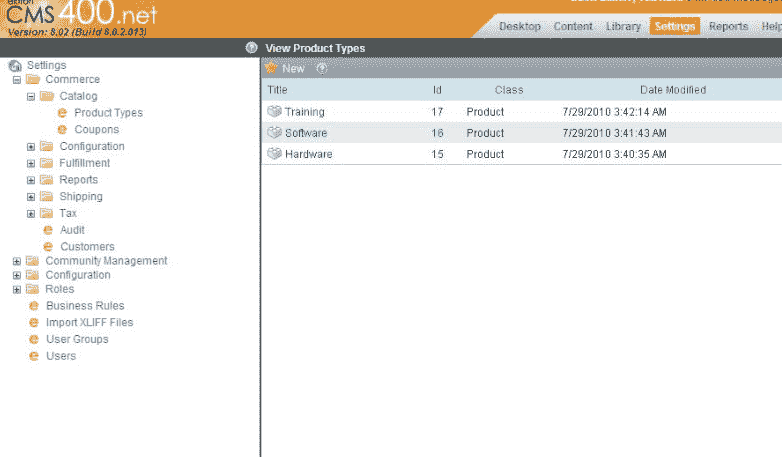 ektron
CMS400.net
Version: 8.02 (Build 8.0.2.013)
Desktop Content Library Settings Reports Help
View Product Types
New
Title Id Class Date Modified
Training 17 Product 7/29/2010 3:42:14 AM
Software 16 Product 7/29/2010 3:41:43 AM
Hardware 15 Product 7/29/2010 3:40:35 AM
Settings
Commerce
Catalog
Product Types
Coupons
Configuration
Fulfillment
Reports
Shipping
Tax
Audit
Customers
Community Management
Configuration
Roles
Business Rules
Import XLIFF Files
User Groups
Users